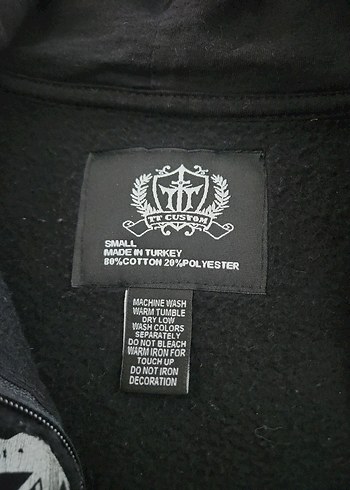 TT CUSTOM
SMALL
MADE IN TURKEY
80%COTTON 20%POLYESTER
MACHINE WASH
WARM TUMBLE
DRY LOW
WASH COLORS
SEPARATELY
DO NOT BLEACH
WARM IRON FOR
TOUCH UP
DO NOT IRON
DECORATION